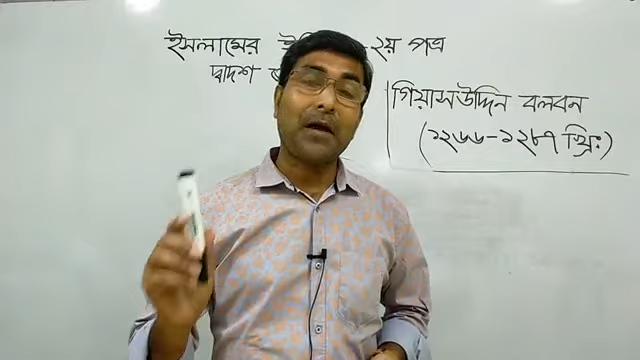 ইসলামের ২য় পত্র
দ্বাদশ
গিয়াসউদ্দিন বলবন
(১২৬৬-১২৮৭ খ্রি:)